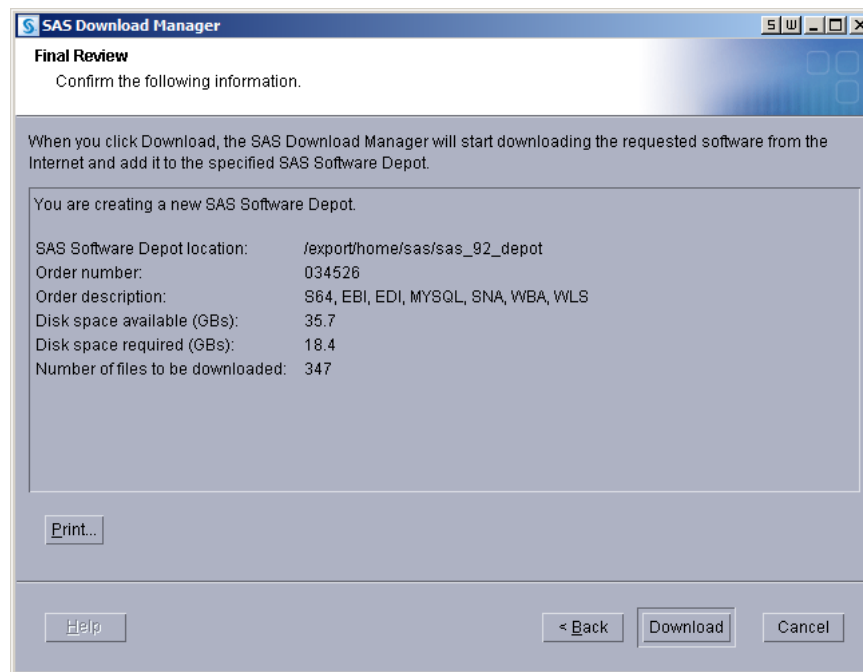 SAS Download Manager
S W
Final Review
Confirm the following information.
When you click Download, the SAS Download Manager will start downloading the requested software from the
Internet and add it to the specified SAS Software Depot.
You are creating a new SAS Software Depot.
SAS Software Depot location: /export/home/sas/sas_92_depot
Order number: 034526
Order description: S64, EBI, EDI, MYSQL, SNA, WBA, WLS
Disk space available (GBs): 35.7
Disk space required (GBs): 18.4
Number of files to be downloaded: 347
Print...
Help
< Back Download Cancel